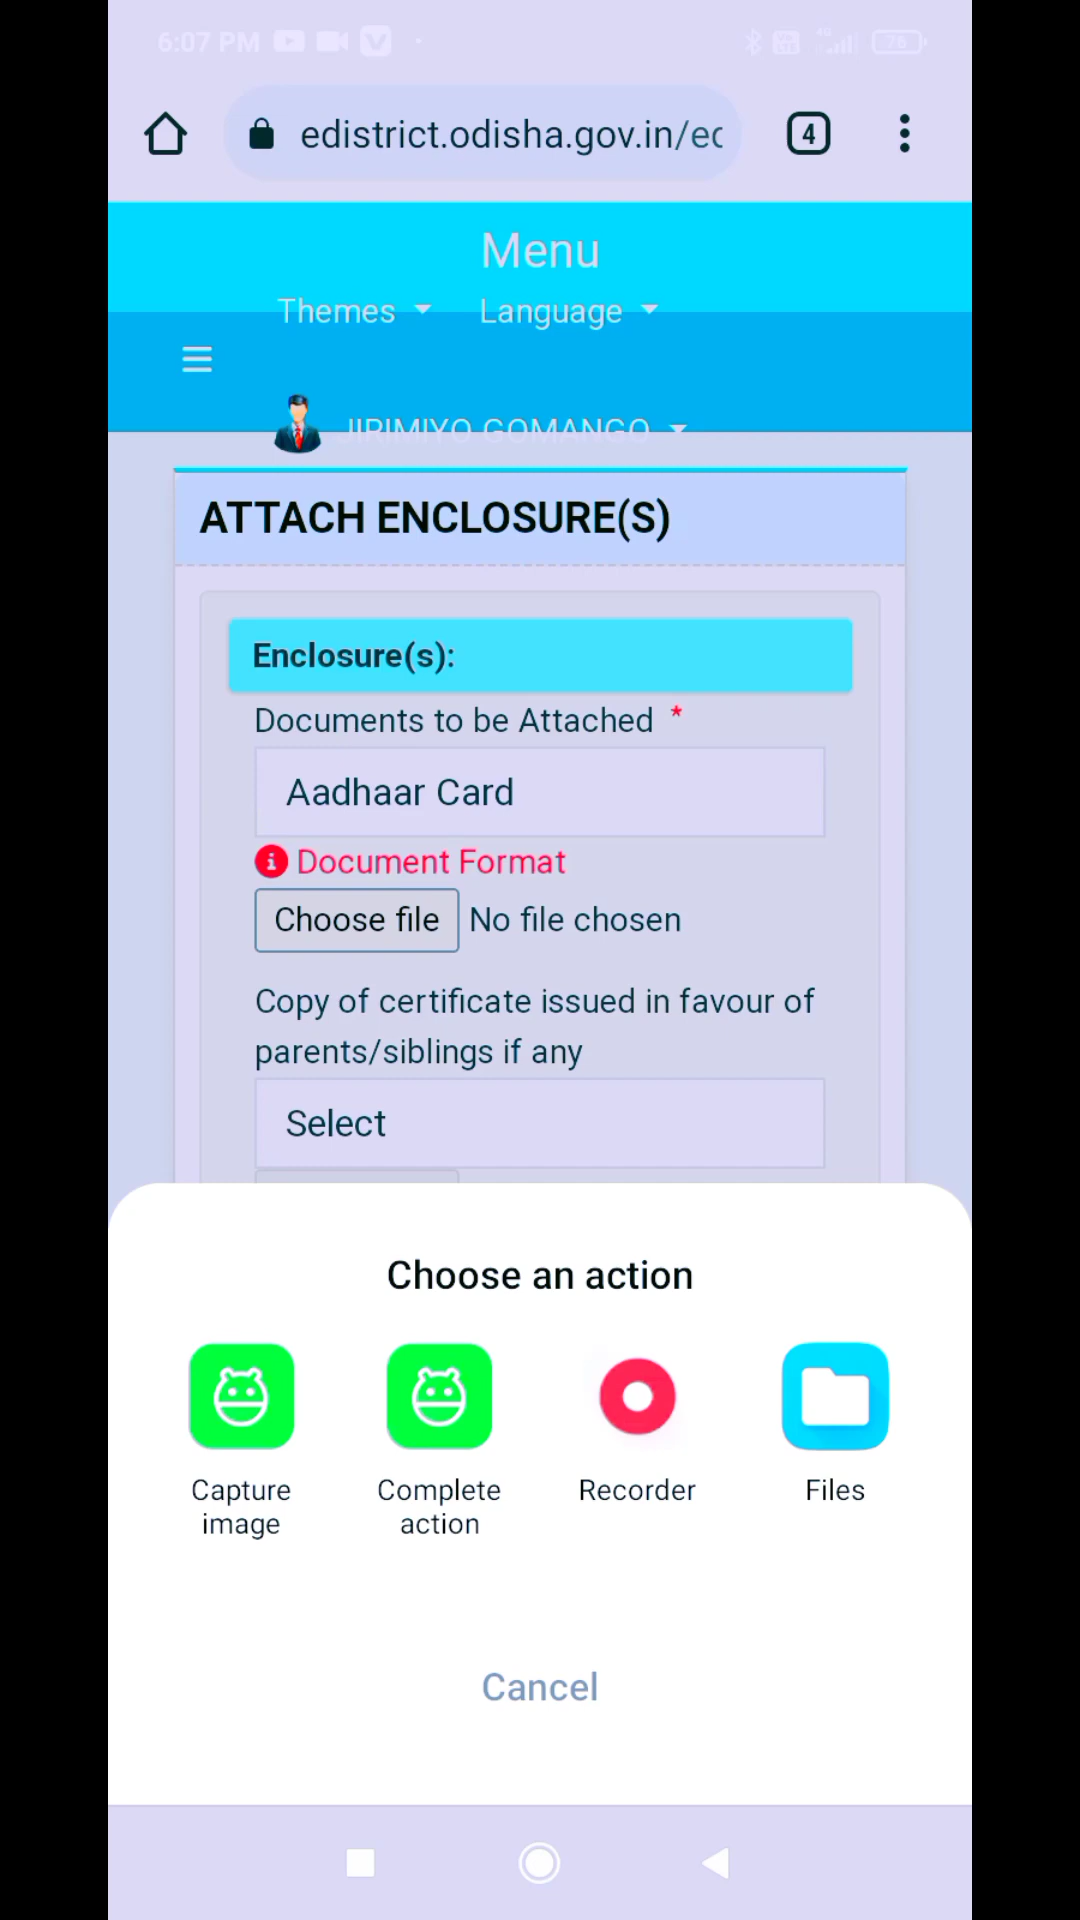 6:07 PM
4G
76
edistrict.odisha.gov.in/ec
4
Menu
Themes Language
JIRIMIYO GOMANGO
ATTACH ENCLOSURE(S)
Enclosure(s):
Documents to be Attached *
Aadhaar Card
Document Format
Choose file No file chosen
Copy of certificate issued in favour of
parents/siblings if any
Select
Choose an action
Capture
image
Complete
action
Recorder
Files
Cancel